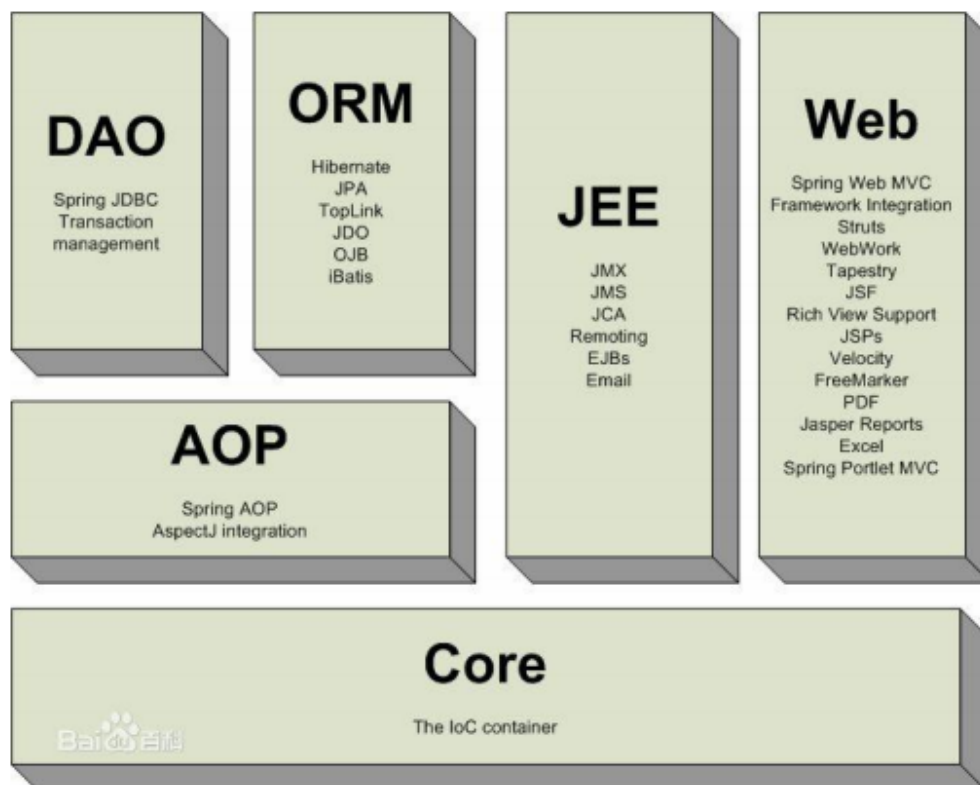 DAO
Spring JDBC
Transaction
management
ORM
Hibernate
JPA
TopLink
JDO
OJB
iBatis
JEE
JMX
JMS
JCA
Remoting
EJBs
Email
Web
Spring Web MVC
Framework Integration
Struts
WebWork
Tapestry
JSF
Rich View Support
JSPs
Velocity
FreeMarker
PDF
Jasper Reports
Excel
Spring Portlet MVC
AOP
Spring AOP
AspectJ integration
Core
The IoC container
Baidu百科